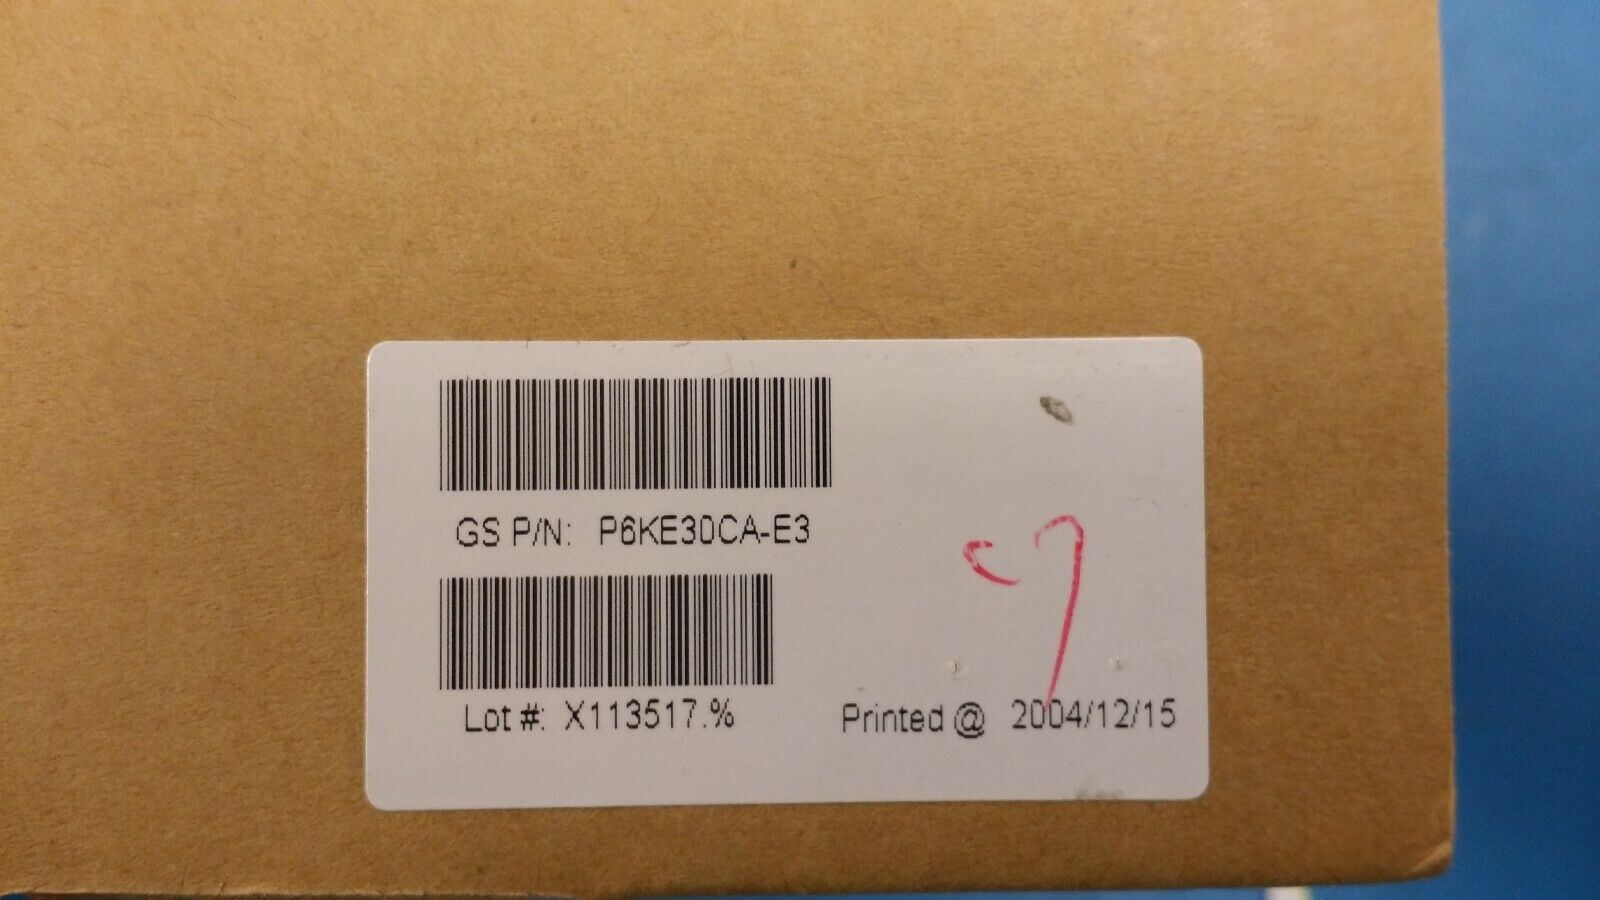 GS P/N: P6KE30CA-E3
Lot #: X113517.%
Printed @ 2004/12/15